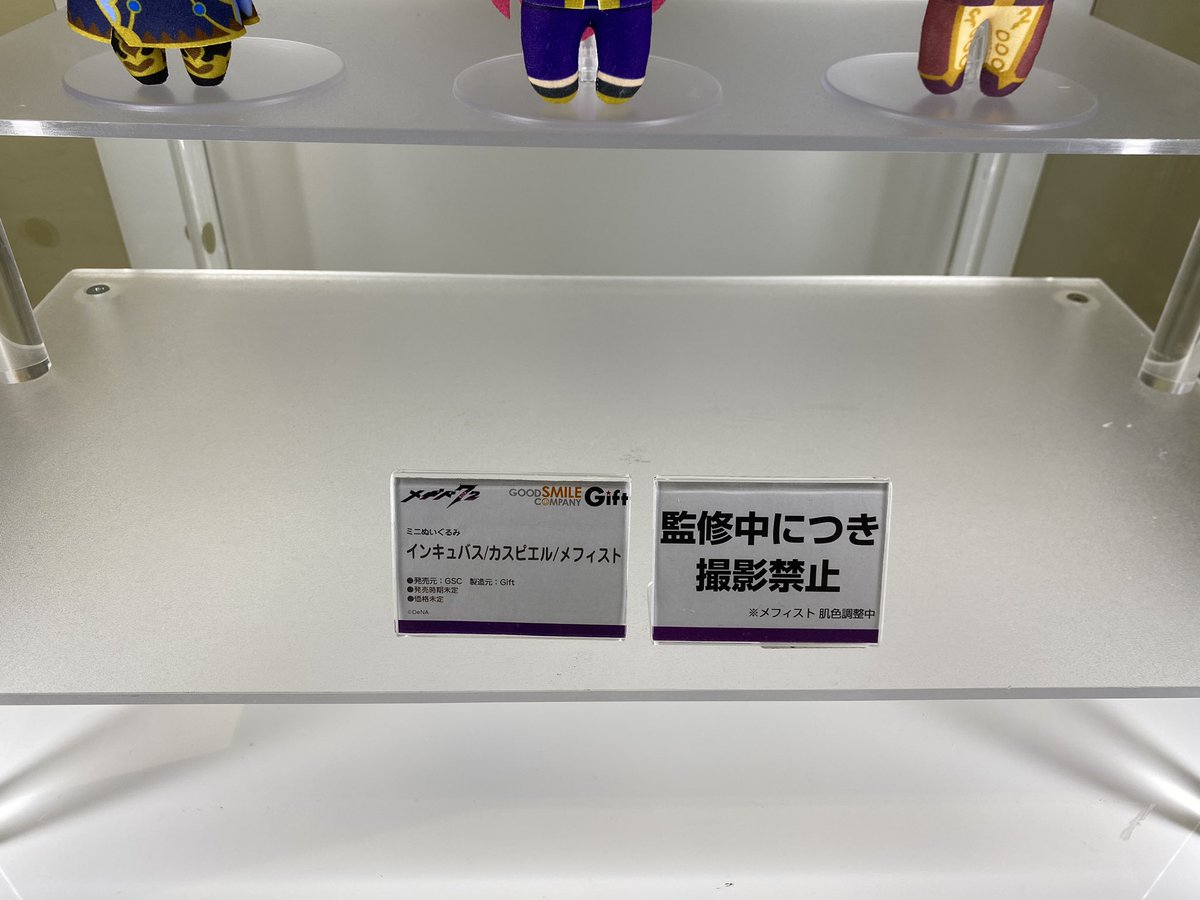 メギド72
GOOD SMILE COMPANY Gift
ミニぬいぐるみ
インキュバス/カスピエル/メフィスト
●発売元：GSC 製造元：Gift
●発売時期未定
●価格未定
©DeNA
監修中につき
撮影禁止
※メフィスト 肌色調整中